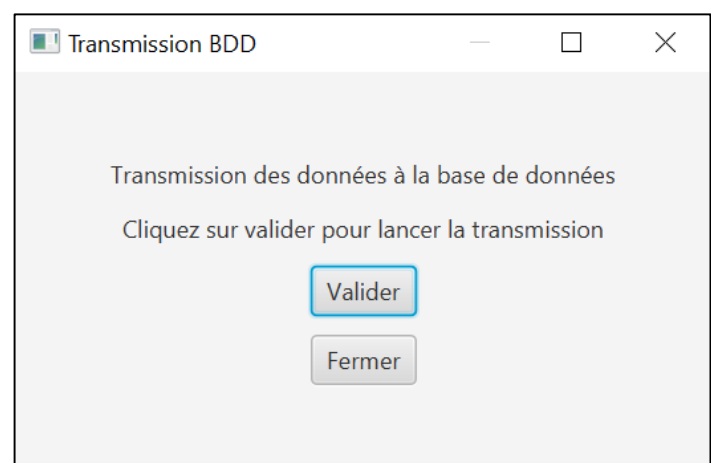 Transmission BDD
Transmission des données à la base de données
Cliquez sur valider pour lancer la transmission
Valider
Fermer